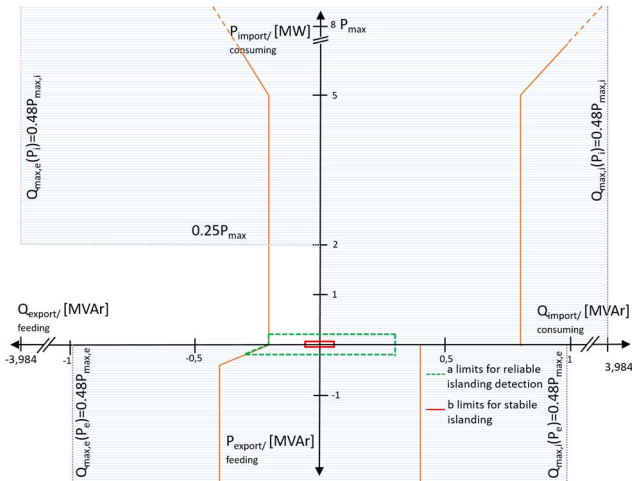 P_import/ [MW]
consuming
8 P_max
5
Q_max,e(P_i)=0.48P_max,i
Q_max,i(P_i)=0.48P_max,i
0.25P_max
2
1
Q_export/ [MVAr]
feeding
Q_import/ [MVAr]
consuming
-3,984
-1
-0,5
0,5
1
3,984
a limits for reliable
islanding detection
b limits for stabile
islanding
-1
Q_max,e(P_e)=0.48P_max,e
Q_max,i(P_e)=0.48P_max,e
P_export/ [MVAr]
feeding